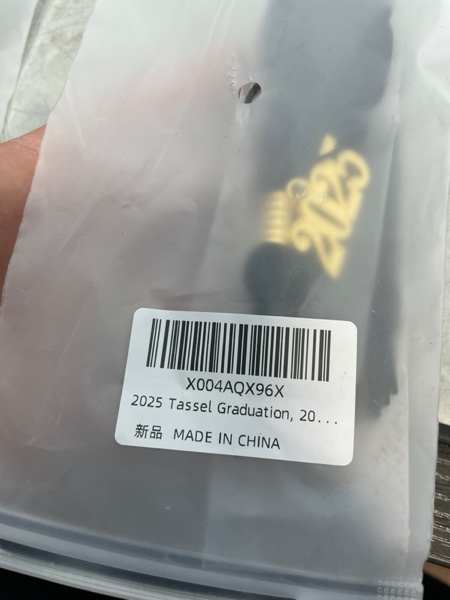 2025
X004AQX96X
2025 Tassel Graduation, 20...
新品 MADE IN CHINA